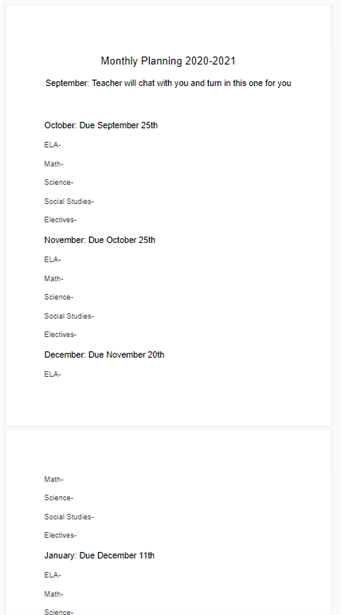 Monthly Planning 2020-2021
September: Teacher will chat with you and turn in this one for you
October: Due September 25th
ELA-
Math-
Science-
Social Studies-
Electives-
November: Due October 25th
ELA-
Math-
Science-
Social Studies-
Electives-
December: Due November 20th
ELA-
Math-
Science-
Social Studies-
Electives-
January: Due December 11th
ELA-
Math-
Science-